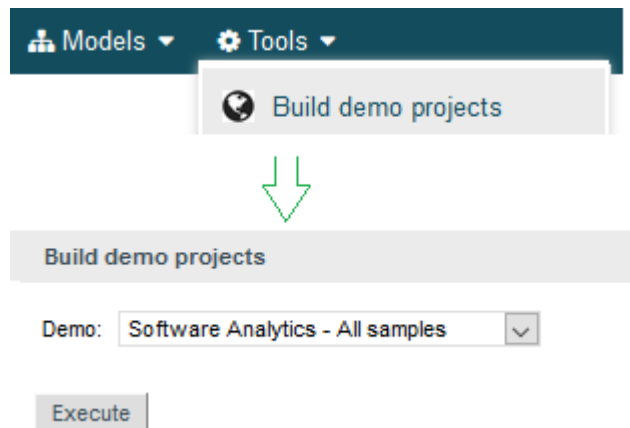 Models Tools
Build demo projects
Build demo projects
Demo: Software Analytics - All samples
Execute